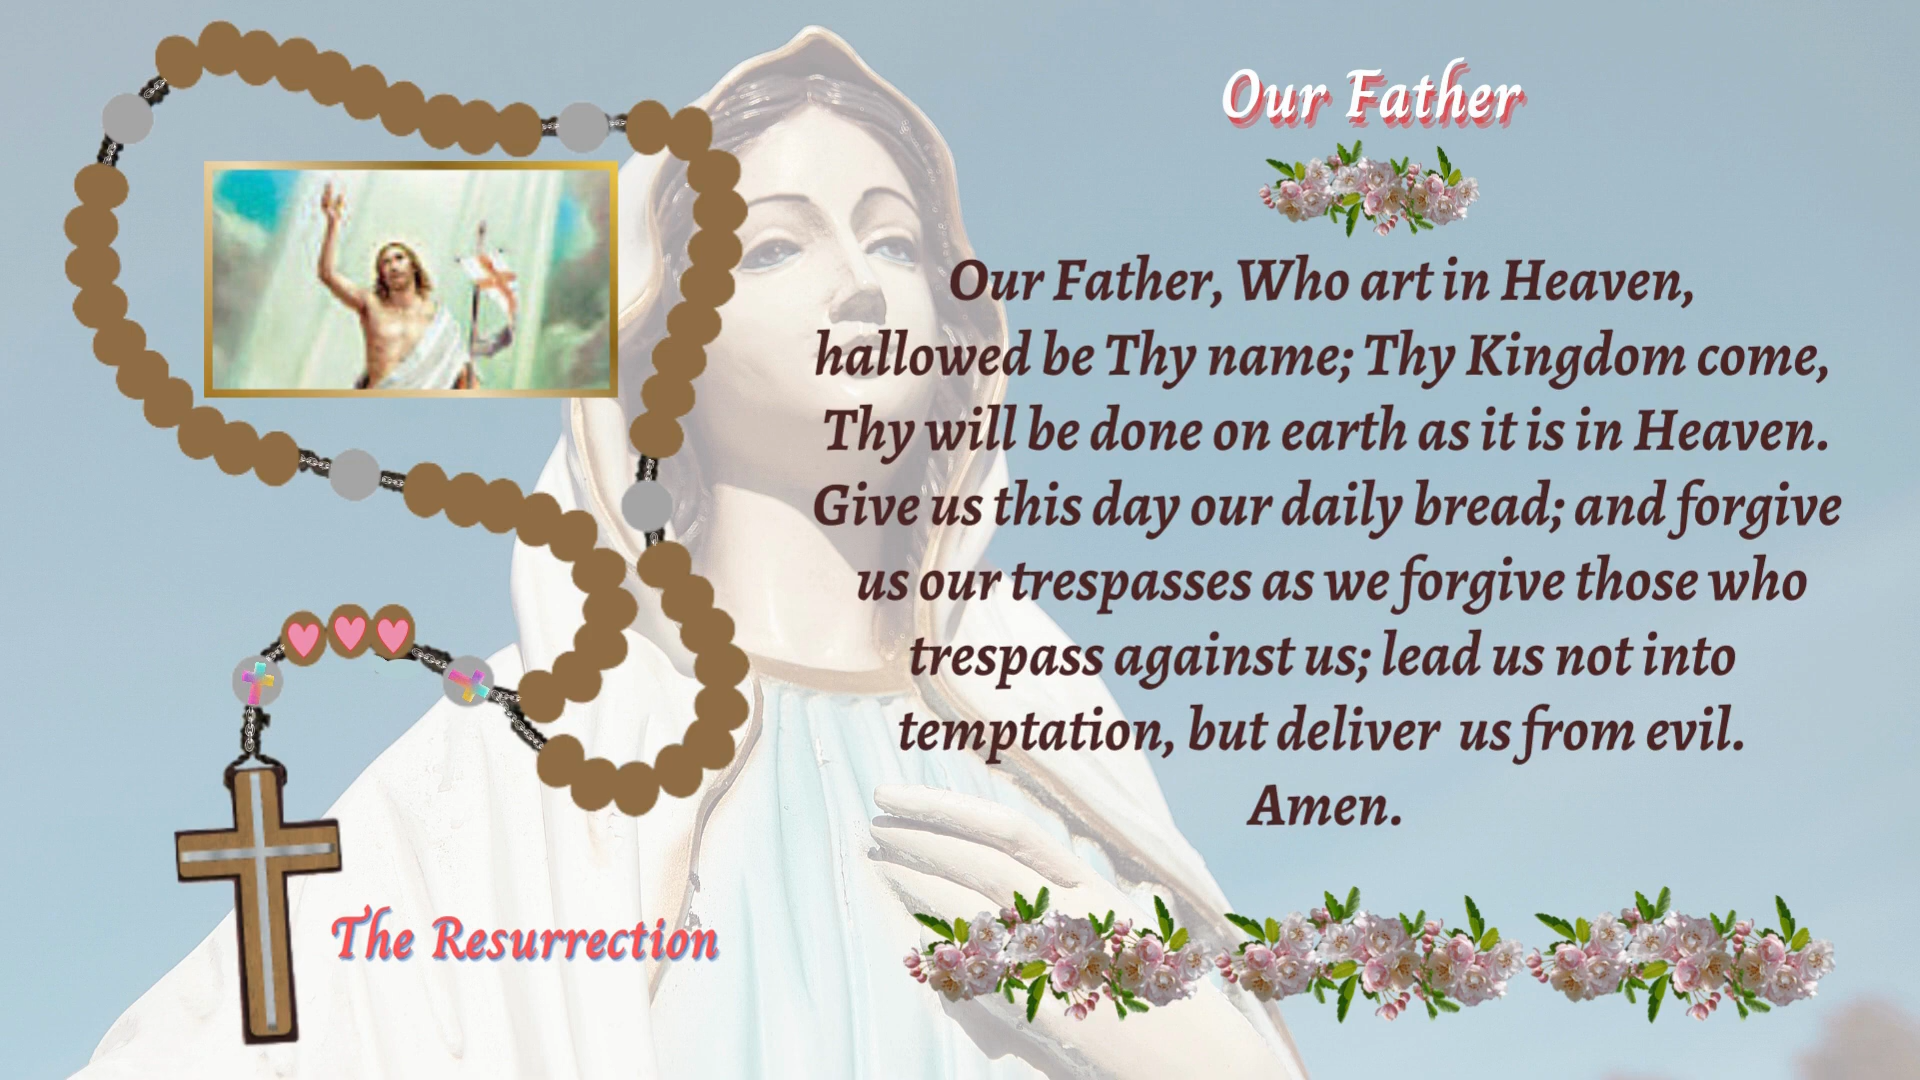 Our Father
Our Father, Who art in Heaven,
hallowed be Thy name; Thy Kingdom come,
Thy will be done on earth as it is in Heaven.
Give us this day our daily bread; and forgive
us our trespasses as we forgive those who
trespass against us; lead us not into
temptation, but deliver us from evil.
Amen.
The Resurrection